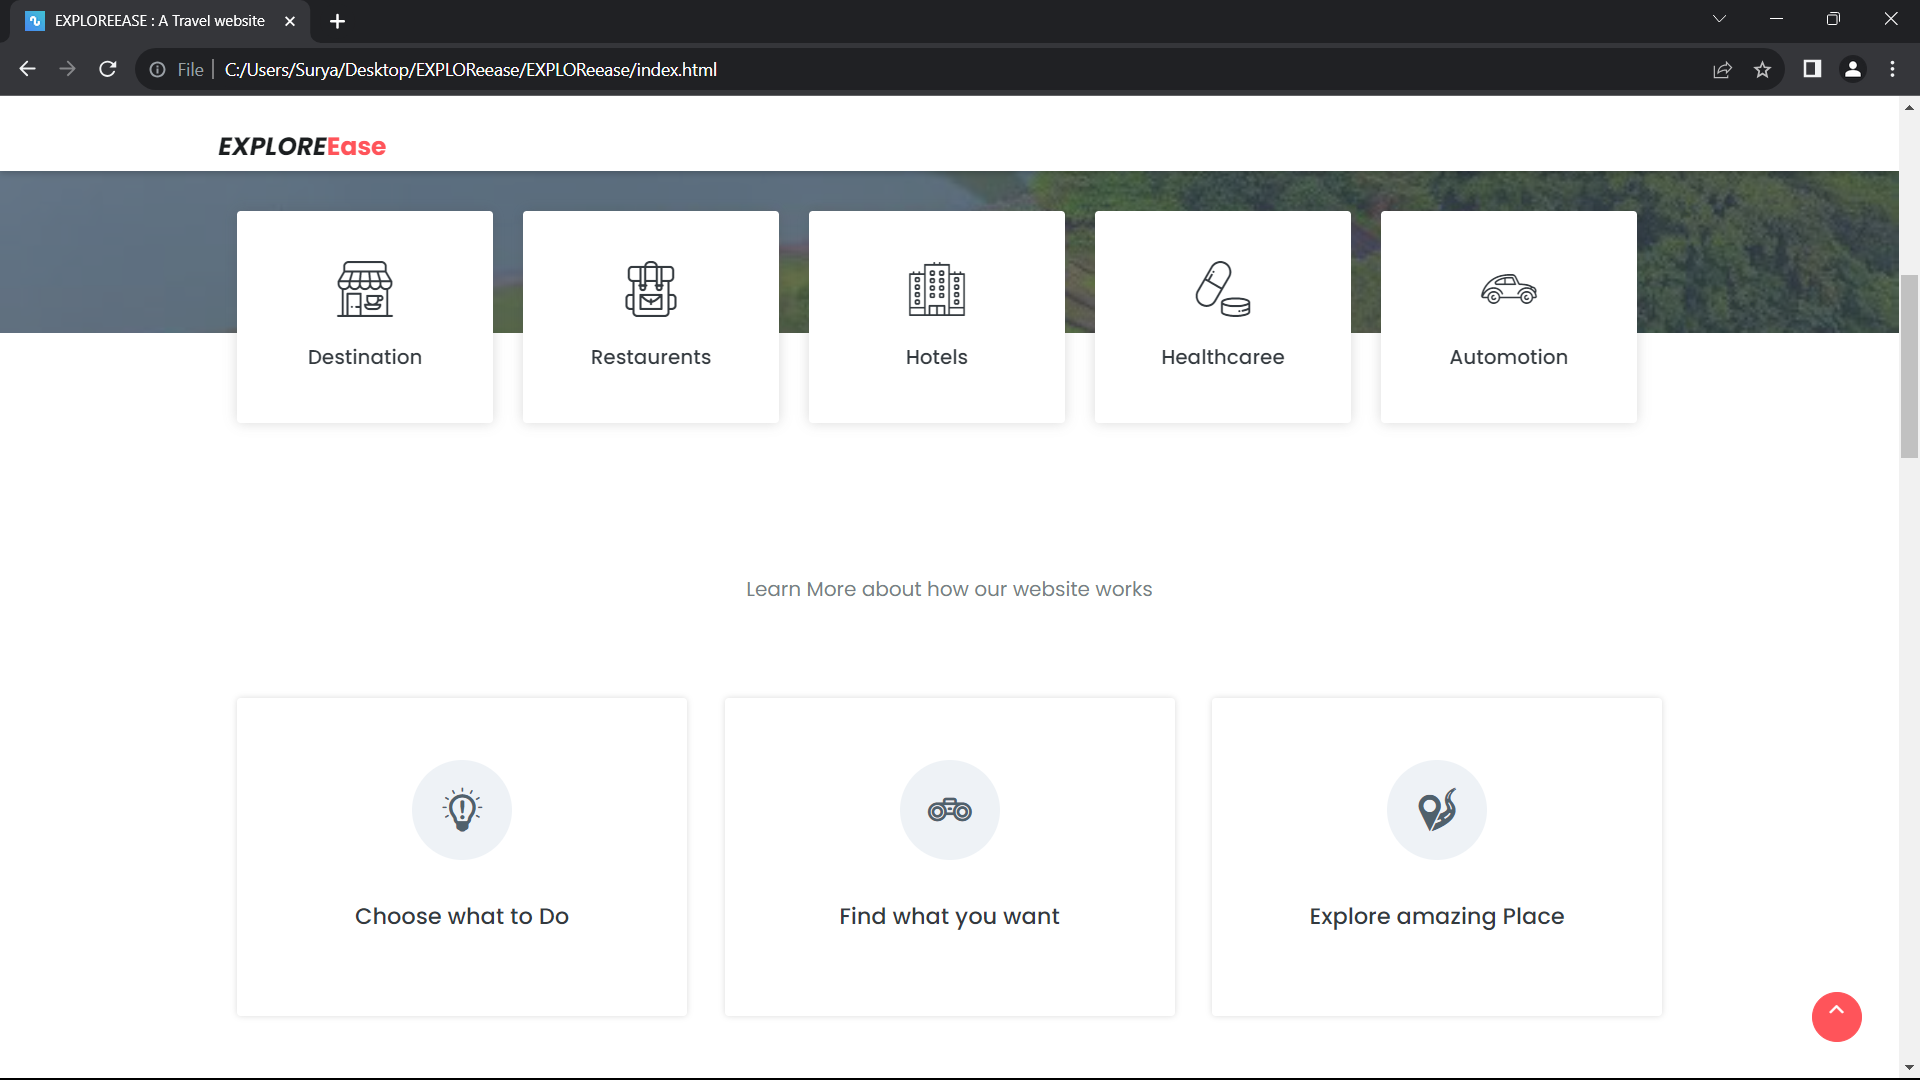 EXPLOREEASE : A Travel website
File
C:/Users/Surya/Desktop/EXPLOReease/EXPLOReease/index.html
EXPLOREEase
Destination
Restaurents
Hotels
Healthcaree
Automotion
Learn More about how our website works
Choose what to Do
Find what you want
Explore amazing Place